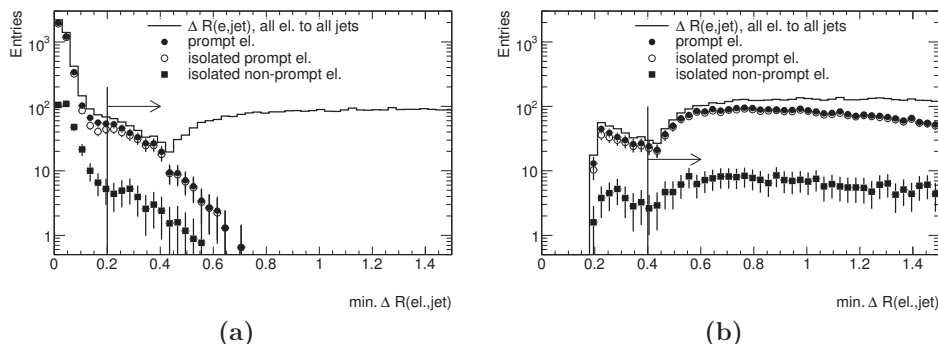 Entries
10³
10²
10
1
Δ R(e,jet), all el. to all jets
prompt el.
isolated prompt el.
isolated non-prompt el.
0 0.2 0.4 0.6 0.8 1 1.2 1.4
min. Δ R(el.,jet)
(a)
Entries
10³
10²
10
1
Δ R(e,jet), all el. to all jets
prompt el.
isolated prompt el.
isolated non-prompt el.
0 0.2 0.4 0.6 0.8 1 1.2 1.4
min. Δ R(el.,jet)
(b)